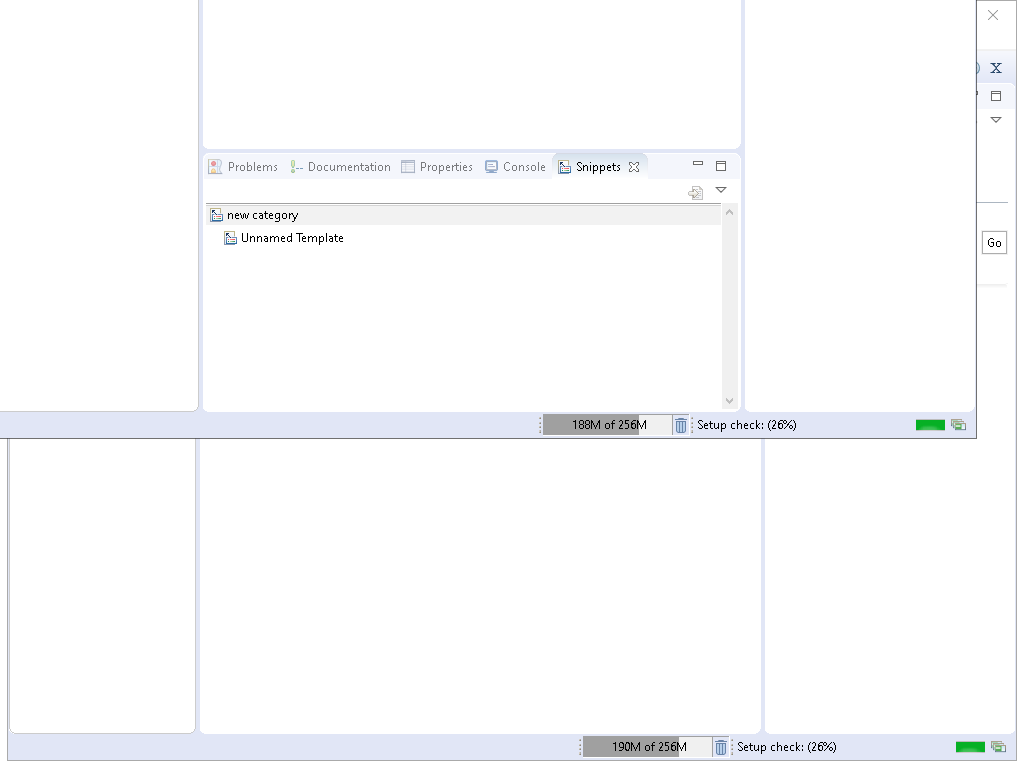 X
Problems Documentation Properties Console Snippets
new category
Unnamed Template
Go
188M of 256M Setup check: (26%)
190M of 256M Setup check: (26%)